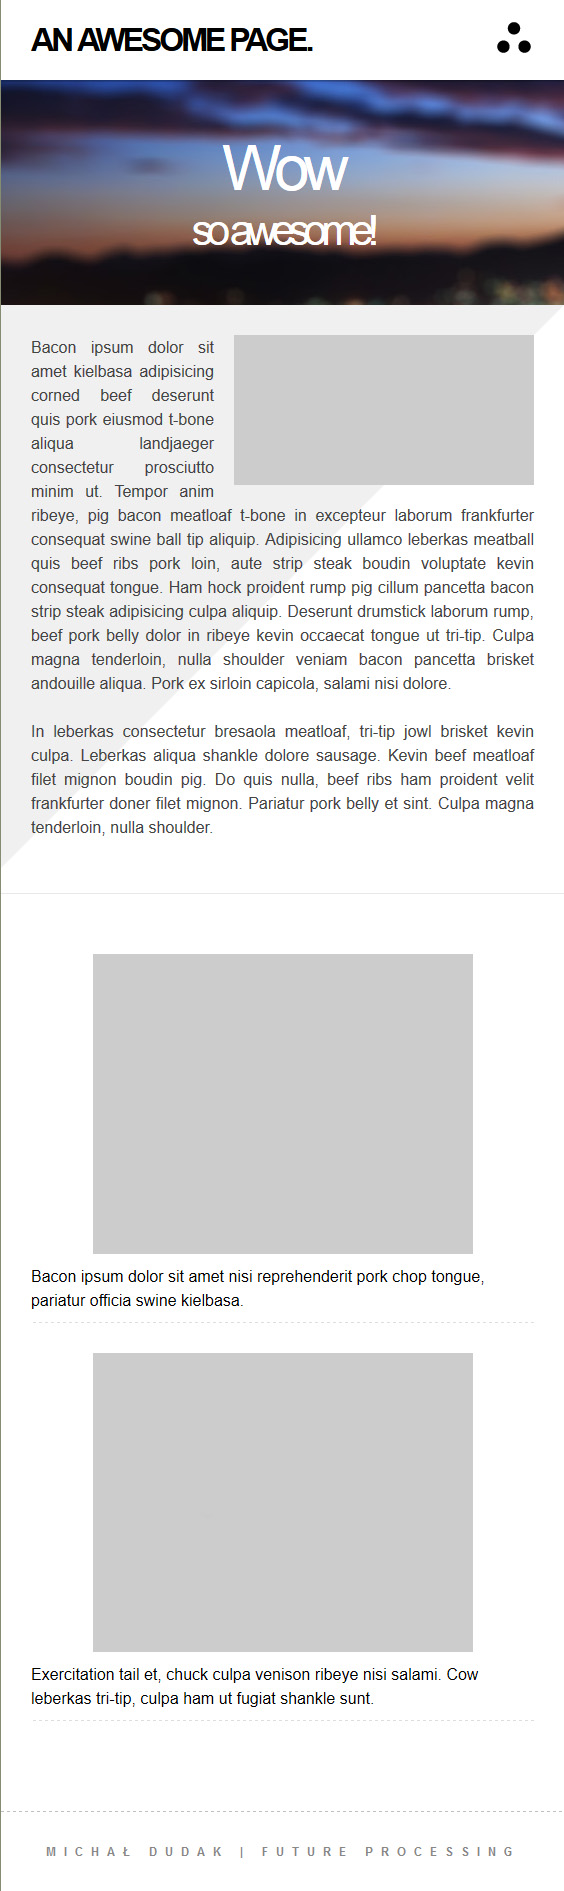 AN AWESOME PAGE.
Wow
so awesome!
Bacon ipsum dolor sit
amet kielbasa adipisicing
corned beef deserunt
quis pork eiusmod t-bone
aliqua landjaeger
consectetur prosciutto
minim ut. Tempor anim
ribeye, pig bacon meatloaf t-bone in excepteur laborum frankfurter
consequat swine ball tip aliquip. Adipisicing ullamco leberkas meatball
quis beef ribs pork loin, aute strip steak boudin voluptate kevin
consequat tongue. Ham hock proident rump pig cillum pancetta bacon
strip steak adipisicing culpa aliquip. Deserunt drumstick laborum rump,
beef pork belly dolor in ribeye kevin occaecat tongue ut tri-tip. Culpa
magna tenderloin, nulla shoulder veniam bacon pancetta brisket
andouille aliqua. Pork ex sirloin capicola, salami nisi dolore.
In leberkas consectetur bresaola meatloaf, tri-tip jowl brisket kevin
culpa. Leberkas aliqua shankle dolore sausage. Kevin beef meatloaf
filet mignon boudin pig. Do quis nulla, beef ribs ham proident velit
frankfurter doner filet mignon. Pariatur pork belly et sint. Culpa magna
tenderloin, nulla shoulder.
Bacon ipsum dolor sit amet nisi reprehenderit pork chop tongue,
pariatur officia swine kielbasa.
Exercitation tail et, chuck culpa venison ribeye nisi salami. Cow
leberkas tri-tip, culpa ham ut fugiat shankle sunt.
MICHAŁ DUDAK | FUTURE PROCESSING